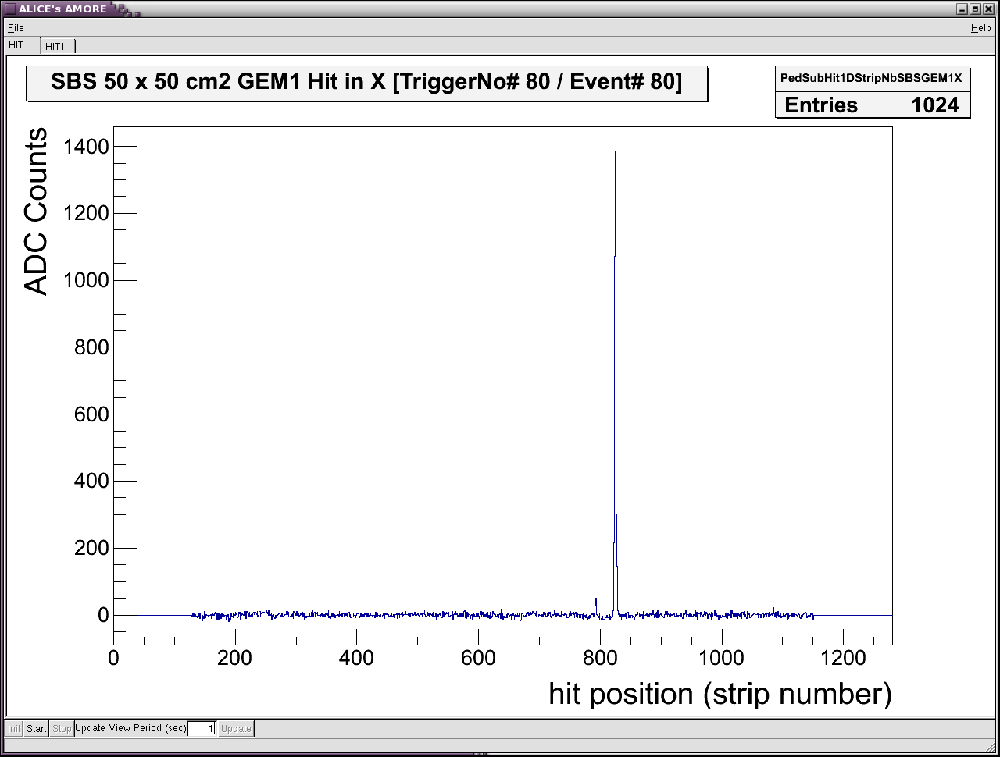 ALICE's AMORE
File Help
HIT HIT1
SBS 50 x 50 cm2 GEM1 Hit in X [TriggerNo# 80 / Event# 80]
PedSubHit1DStripNbSBSGEM1X
Entries 1024
ADC Counts
1400
1200
1000
800
600
400
200
0
0 200 400 600 800 1000 1200
hit position (strip number)
Init Start Stop Update View Period (sec) 1 Update